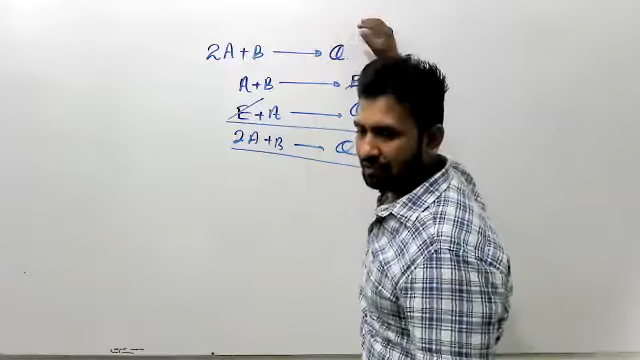 2A + B → Q
A + B → E
E + A →
2A + B → Q